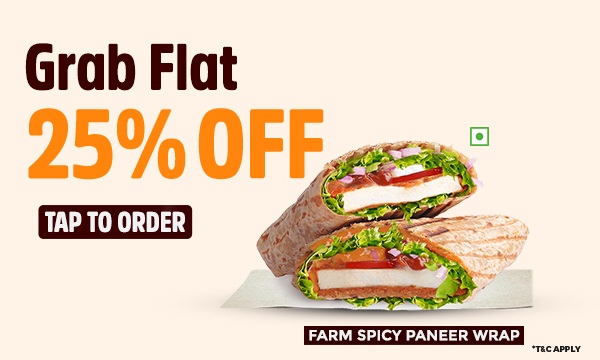 Grab Flat
25% OFF
TAP TO ORDER
FARM SPICY PANEER WRAP
*T&C APPLY